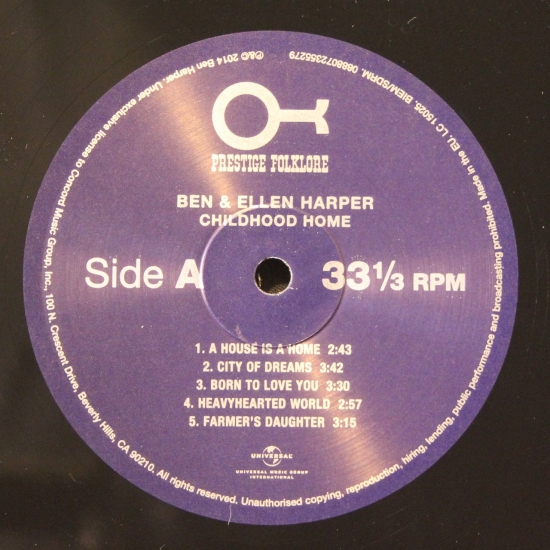 PRESTIGE FOLKLORE
BEN & ELLEN HARPER
CHILDHOOD HOME
Side A
33⅓ RPM
1. A HOUSE IS A HOME 2:43
2. CITY OF DREAMS 3:42
3. BORN TO LOVE YOU 3:30
4. HEAVYHEARTED WORLD 2:57
5. FARMER'S DAUGHTER 3:15
UNIVERSAL
UNIVERSAL MUSIC GROUP
INTERNATIONAL
℗&© 2014 Ben Harper. Under exclusive license to Concord Music Group, Inc., 100 N. Crescent Drive, Beverly Hills, CA 90210. All rights reserved. Unauthorised copying, reproduction, hiring, lending, public performance and broadcasting prohibited. Made in the EU. LC 15025. BIEM/SDRM. 0888072355279